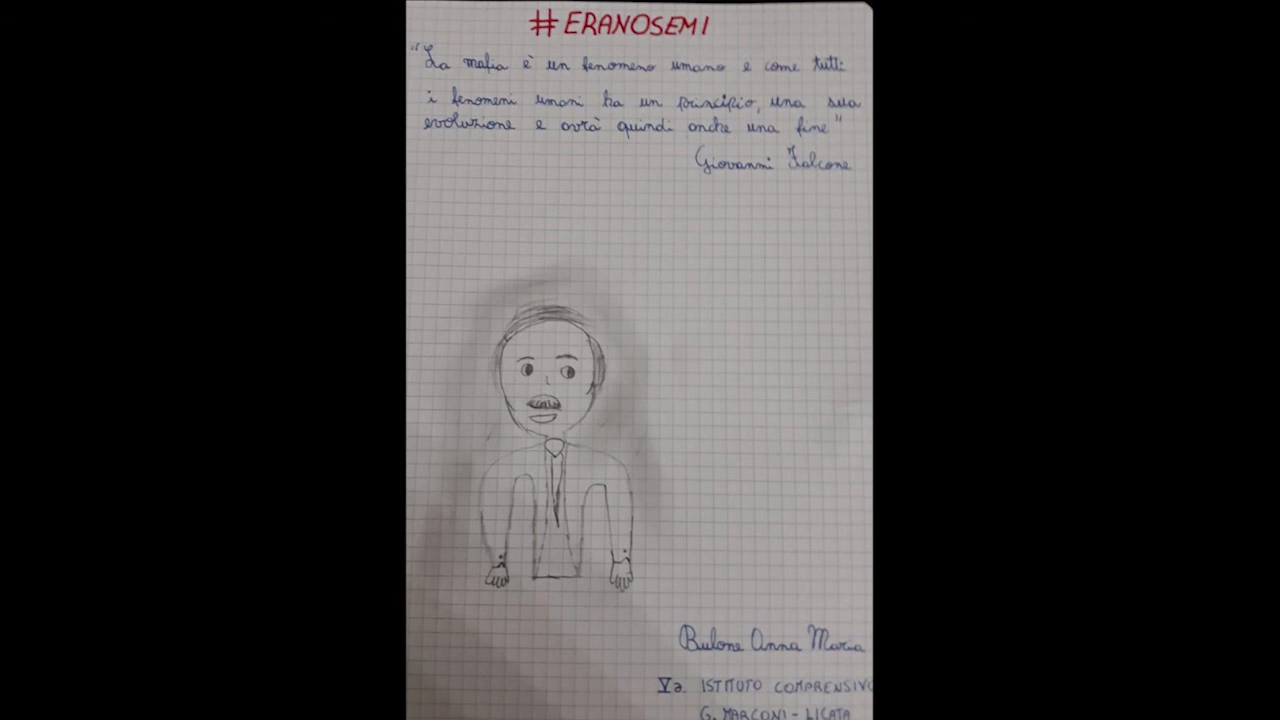 #ERANOSEMI
"La mafia è un fenomeno umano e come tutti
i fenomeni umani ha un principio, una sua
evoluzione e avrà quindi anche una fine"
Giovanni Falcone
Bulone Anna Maria
Va. ISTITUTO COMPRENSIVO
G. MARCONI - LICATA